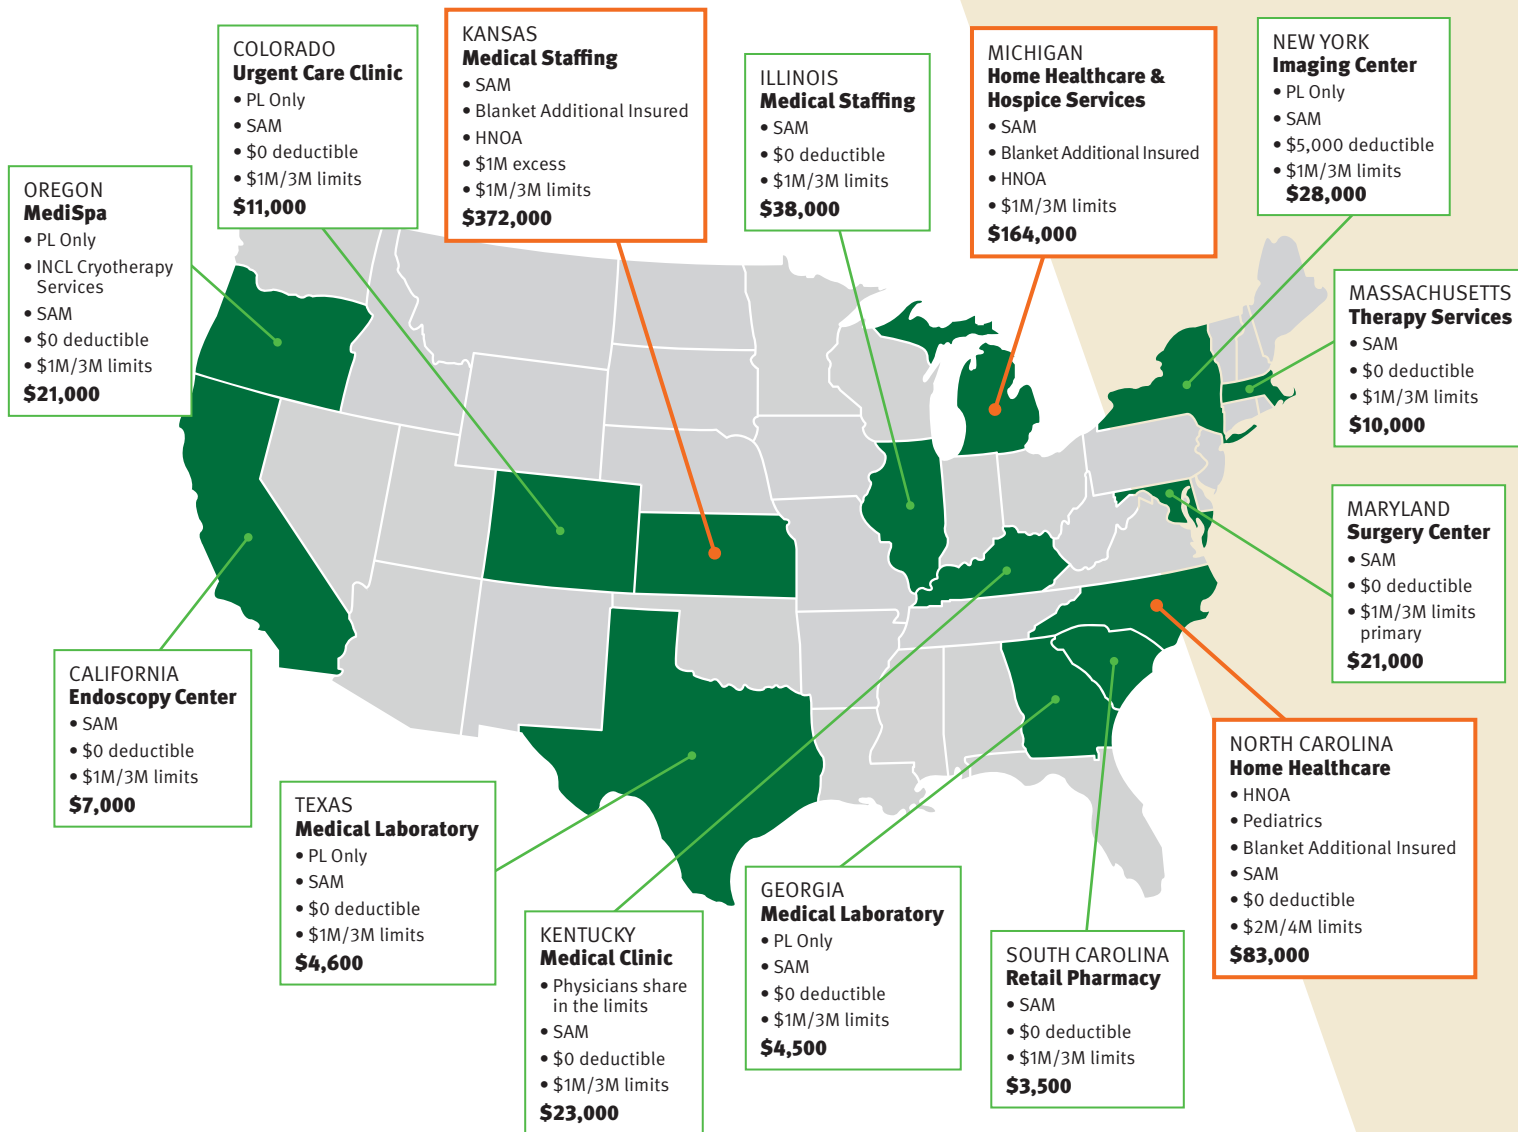 COLORADO
Urgent Care Clinic
• PL Only
• SAM
• $0 deductible
• $1M/3M limits
$11,000
KANSAS
Medical Staffing
• SAM
• Blanket Additional Insured
• HNOA
• $1M excess
• $1M/3M limits
$372,000
ILLINOIS
Medical Staffing
• SAM
• $0 deductible
• $1M/3M limits
$38,000
MICHIGAN
Home Healthcare &
Hospice Services
• SAM
• Blanket Additional Insured
• HNOA
• $1M/3M limits
$164,000
NEW YORK
Imaging Center
• PL Only
• SAM
• $5,000 deductible
• $1M/3M limits
$28,000
OREGON
MediSpa
• PL Only
• INCL Cryotherapy
Services
• SAM
• $0 deductible
• $1M/3M limits
$21,000
MASSACHUSETTS
Therapy Services
• SAM
• $0 deductible
• $1M/3M limits
$10,000
MARYLAND
Surgery Center
• SAM
• $0 deductible
• $1M/3M limits
primary
$21,000
CALIFORNIA
Endoscopy Center
• SAM
• $0 deductible
• $1M/3M limits
$7,000
TEXAS
Medical Laboratory
• PL Only
• SAM
• $0 deductible
• $1M/3M limits
$4,600
KENTUCKY
Medical Clinic
• Physicians share
in the limits
• SAM
• $0 deductible
• $1M/3M limits
$23,000
GEORGIA
Medical Laboratory
• PL Only
• SAM
• $0 deductible
• $1M/3M limits
$4,500
SOUTH CAROLINA
Retail Pharmacy
• SAM
• $0 deductible
• $1M/3M limits
$3,500
NORTH CAROLINA
Home Healthcare
• HNOA
• Pediatrics
• Blanket Additional Insured
• SAM
• $0 deductible
• $2M/4M limits
$83,000